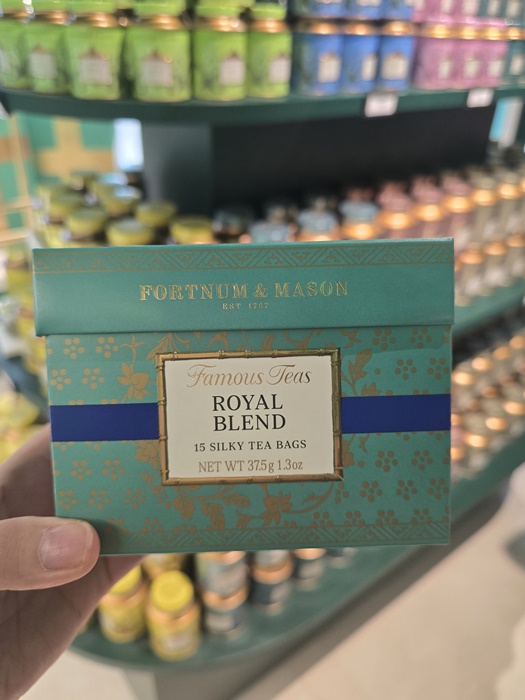 FORTNUM & MASON
EST 1707
Famous Teas
ROYAL
BLEND
15 SILKY TEA BAGS
NET WT 37.5g 1.3oz